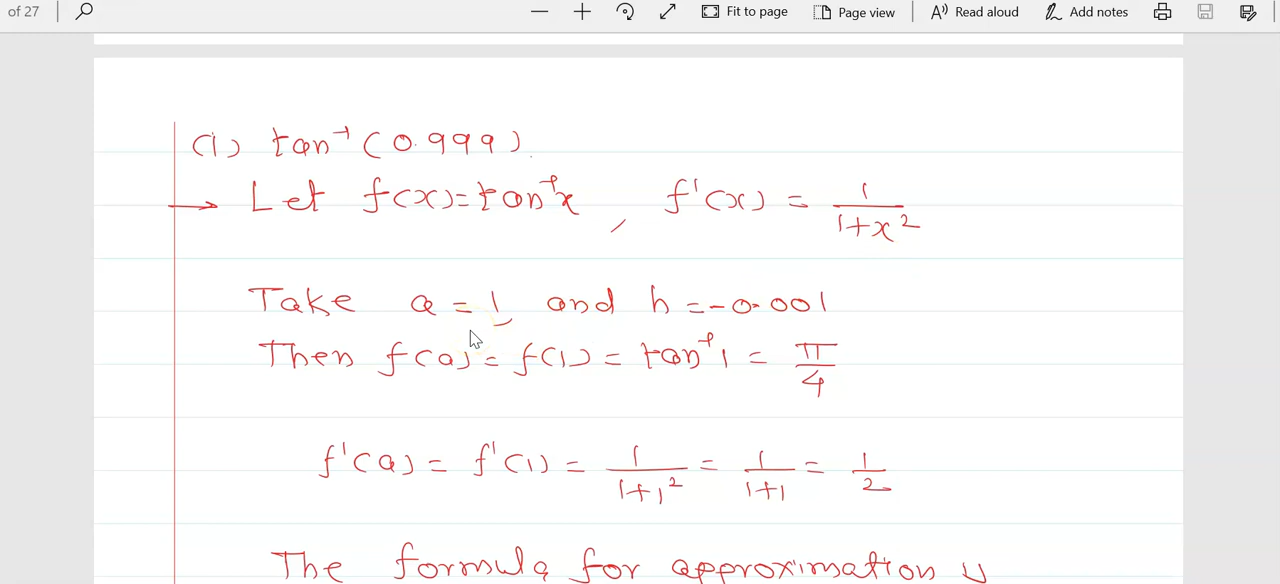 of 27 Fit to page Page view Read aloud Add notes
(1) tan⁻¹(0.999).
→ Let f(x)=tan⁻¹x, f'(x) = 1/(1+x²)
Take a = 1, and h = -0.001
Then f(a) = f(1) = tan⁻¹1 = π/4
f'(a) = f'(1) = 1/(1+1²) = 1/(1+1) = 1/2
The formula for approximation is